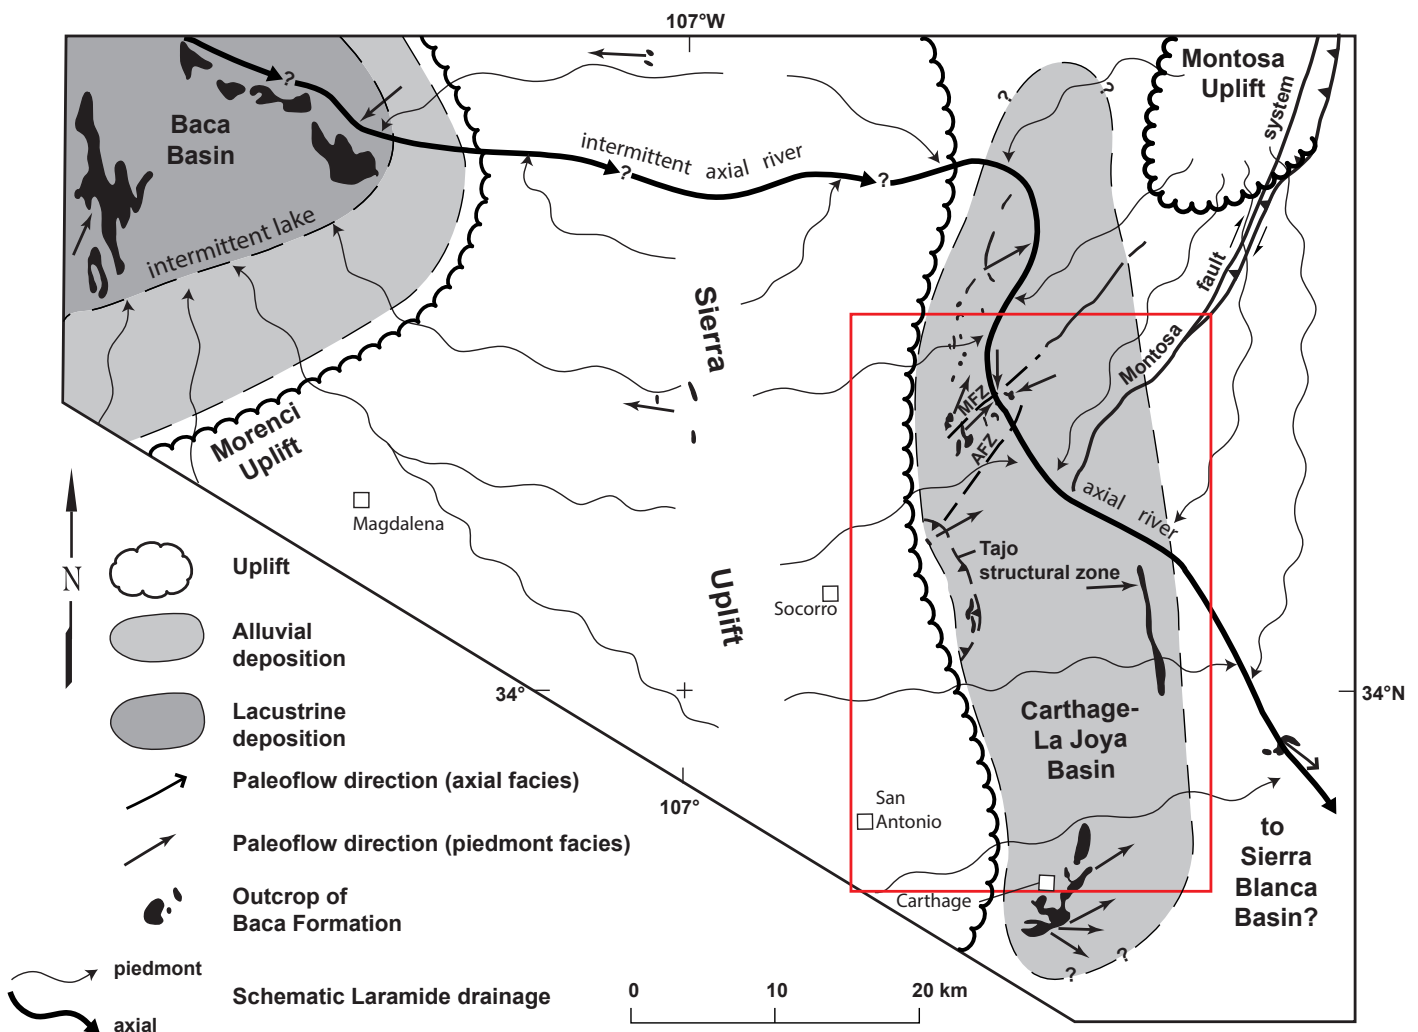 107°W
Montosa
Uplift
system
?
?
?
Baca
Basin
intermittent axial river
?
?
intermittent lake
fault
Sierra
Montosa
MFZ
?
AFZ
Morenci
Uplift
Magdalena
axial river
N
Uplift
Tajo
structural zone
Uplift
Socorro
Alluvial
deposition
34°
34°N
Lacustrine
deposition
Carthage-
La Joya
Basin
Paleoflow direction (axial facies)
107°
San
Antonio
to
Sierra
Blanca
Basin?
Paleoflow direction (piedmont facies)
Outcrop of
Baca Formation
Carthage
?
?
piedmont
Schematic Laramide drainage
axial
0 10 20 km